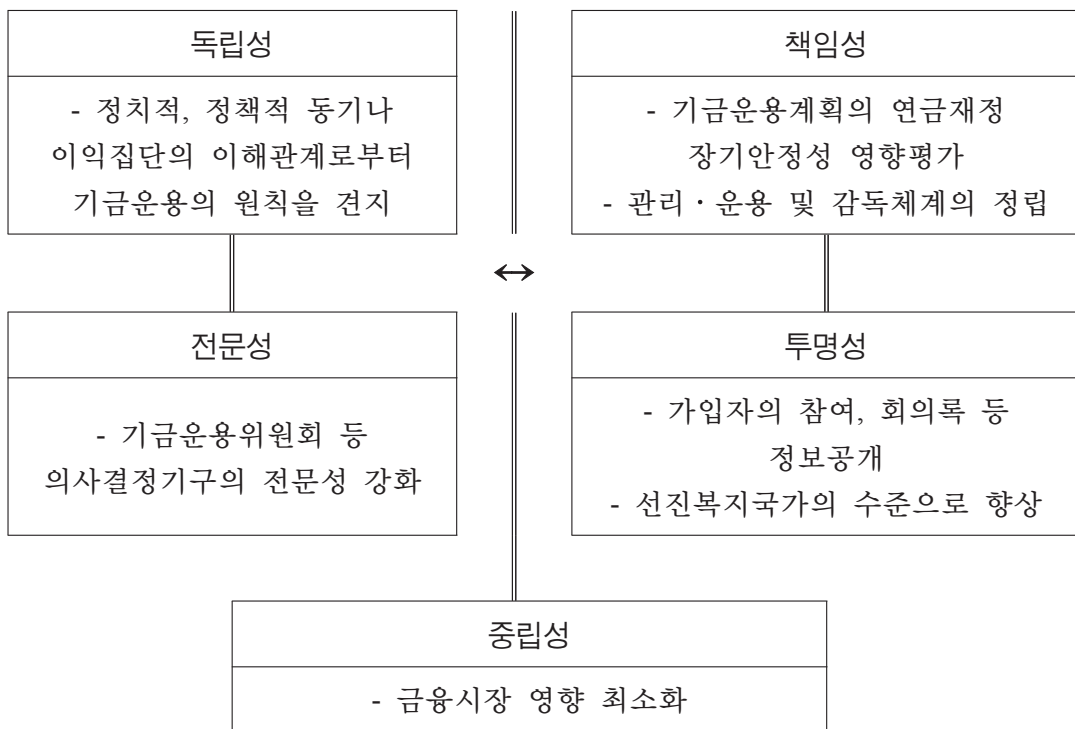 독립성
- 정치적, 정책적 동기나
이익집단의 이해관계로부터
기금운용의 원칙을 견지
책임성
- 기금운용계획의 연금재정
장기안정성 영향평가
- 관리・운용 및 감독체계의 정립
↔
전문성
- 기금운용위원회 등
의사결정기구의 전문성 강화
투명성
- 가입자의 참여, 회의록 등
정보공개
- 선진복지국가의 수준으로 향상
중립성
- 금융시장 영향 최소화